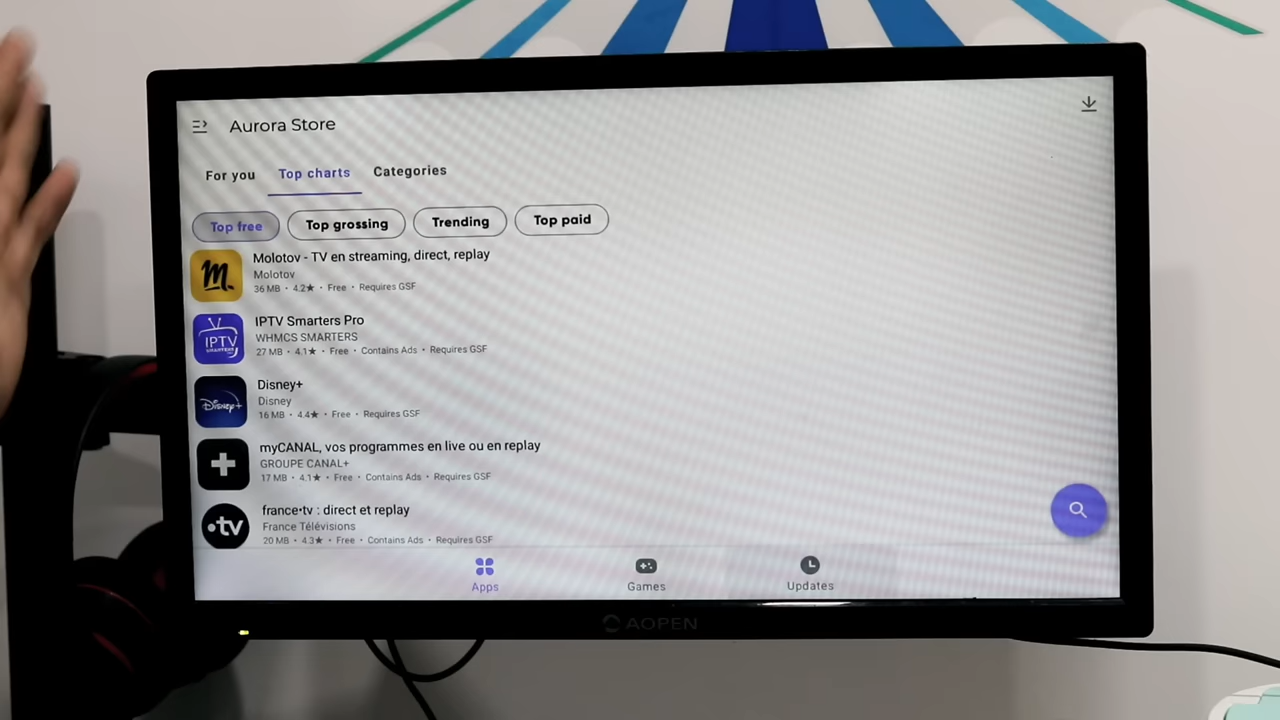 Aurora Store
For you Top charts Categories
Top free Top grossing Trending Top paid
Molotov - TV en streaming, direct, replay
Molotov
36 MB • 4.2★ • Free • Requires GSF
IPTV SMARTERS
IPTV Smarters Pro
WHMCS SMARTERS
27 MB • 4.1★ • Free • Contains Ads • Requires GSF
Disney+
Disney+
Disney
16 MB • 4.4★ • Free • Requires GSF
myCANAL, vos programmes en live ou en replay
GROUPE CANAL+
17 MB • 4.1★ • Free • Contains Ads • Requires GSF
•tv
france•tv : direct et replay
France Télévisions
20 MB • 4.3★ • Free • Contains Ads • Requires GSF
Apps Games Updates
AOPEN